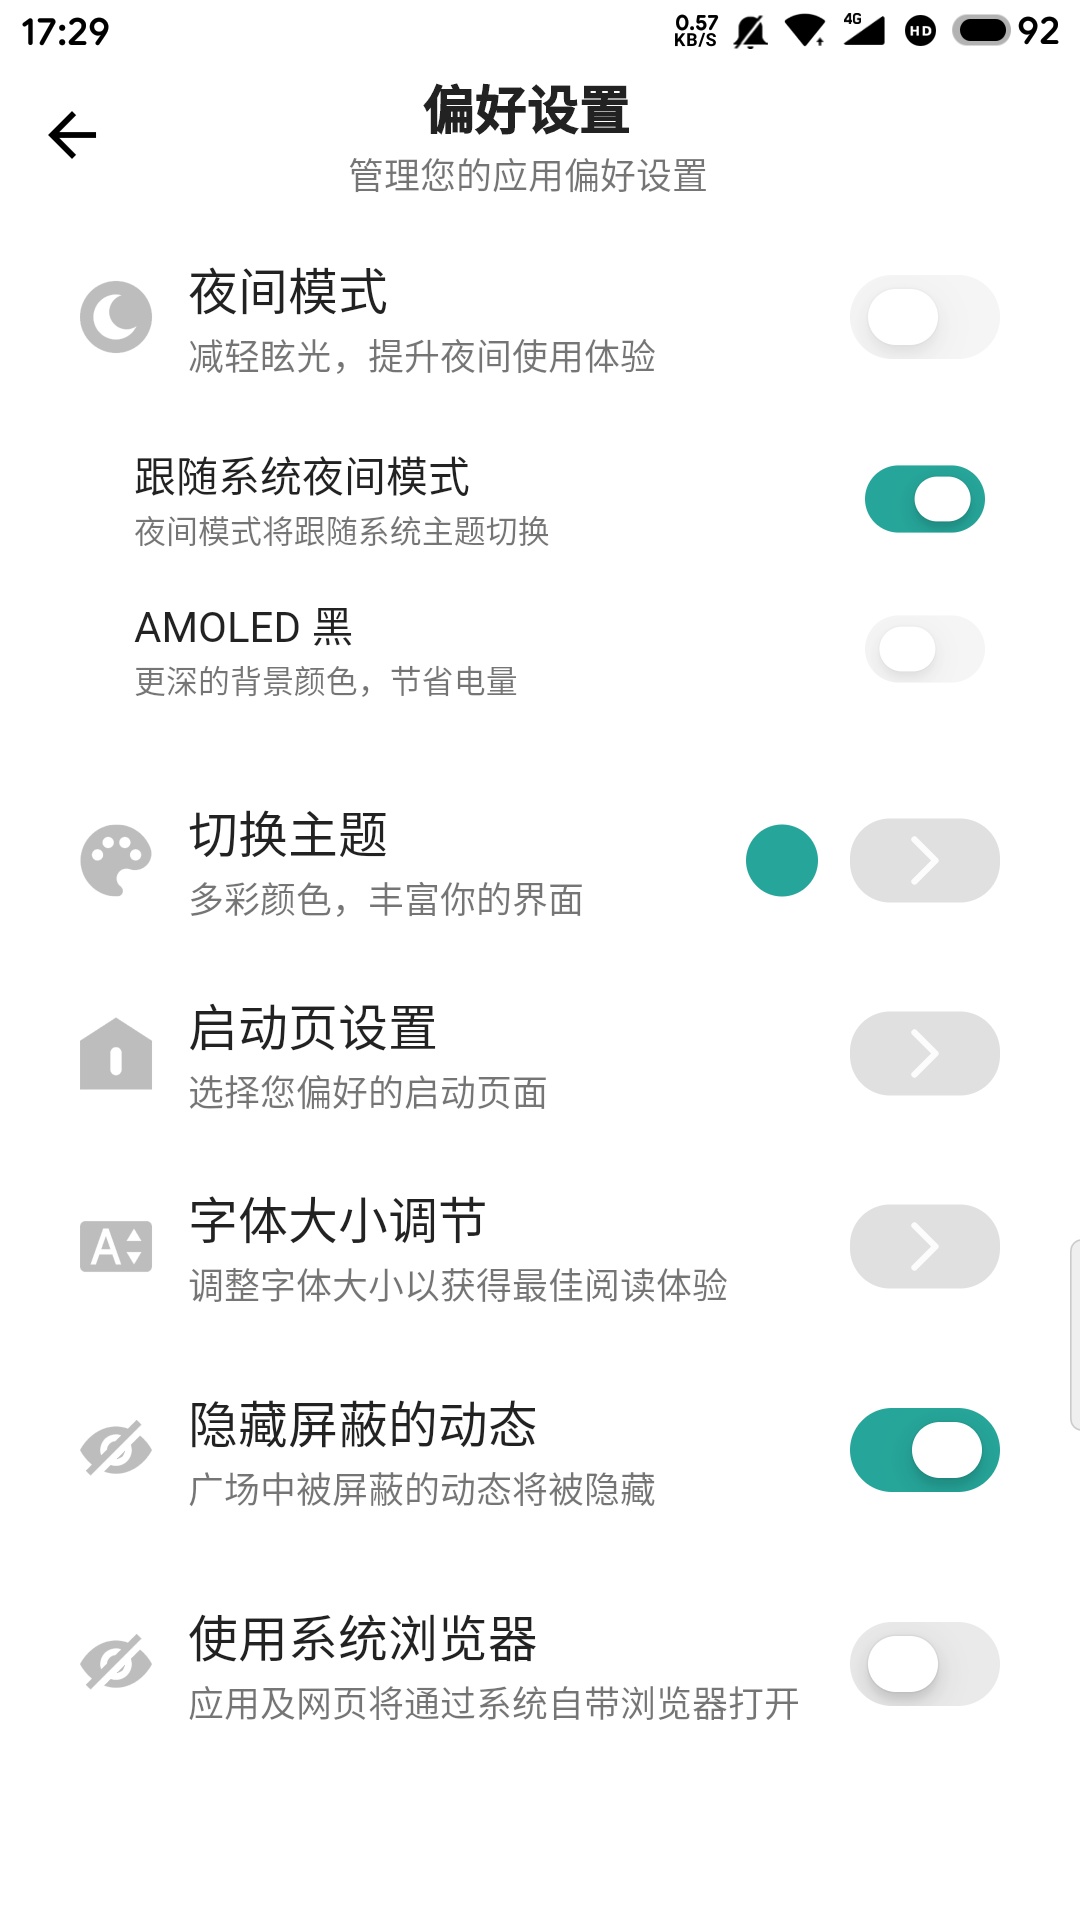 17:29
0.57 KB/S 4G HD 92
偏好设置
管理您的应用偏好设置
夜间模式
减轻眩光，提升夜间使用体验
跟随系统夜间模式
夜间模式将跟随系统主题切换
AMOLED 黑
更深的背景颜色，节省电量
切换主题
多彩颜色，丰富你的界面
启动页设置
选择您偏好的启动页面
A
字体大小调节
调整字体大小以获得最佳阅读体验
隐藏屏蔽的动态
广场中被屏蔽的动态将被隐藏
使用系统浏览器
应用及网页将通过系统自带浏览器打开